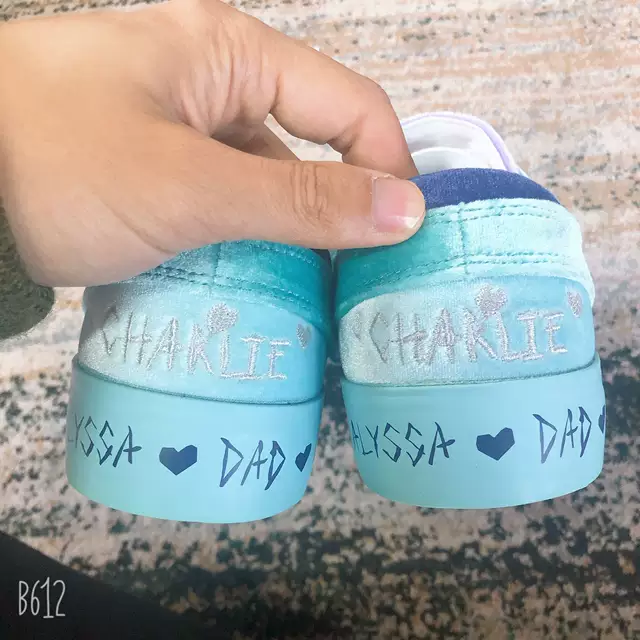 CHARLIE
LYSSA ♥ DAD ♥
CHARLIE
ALYSSA ♥ DAD ♥
B612